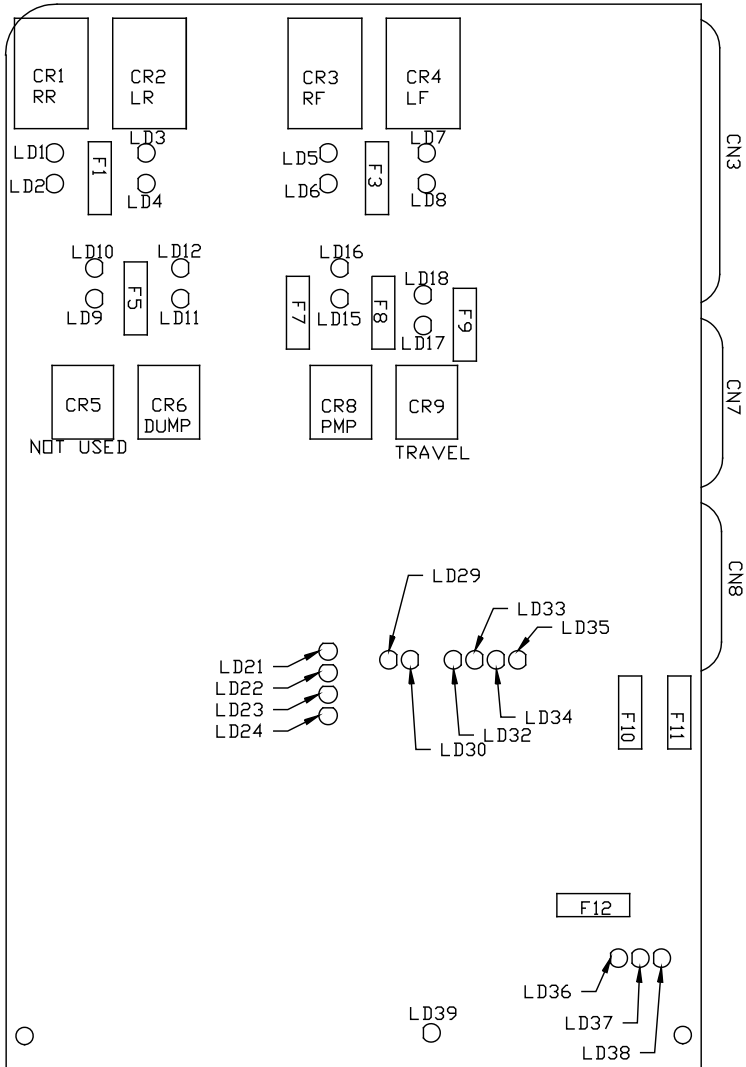 CR1
RR
CR2
LR
CR3
RF
CR4
LF
CN3
LD1
LD2
F1
LD3
LD4
LD5
LD6
F3
LD7
LD8
LD10
LD9
F5
LD12
LD11
F7
LD16
LD15
F8
LD18
LD17
F9
CN7
CR5
NOT USED
CR6
DUMP
CR8
PMP
CR9
TRAVEL
CN8
LD29
LD33
LD35
LD21
LD22
LD23
LD24
LD34
LD32
LD30
F10
F11
F12
LD36
LD37
LD38
LD39